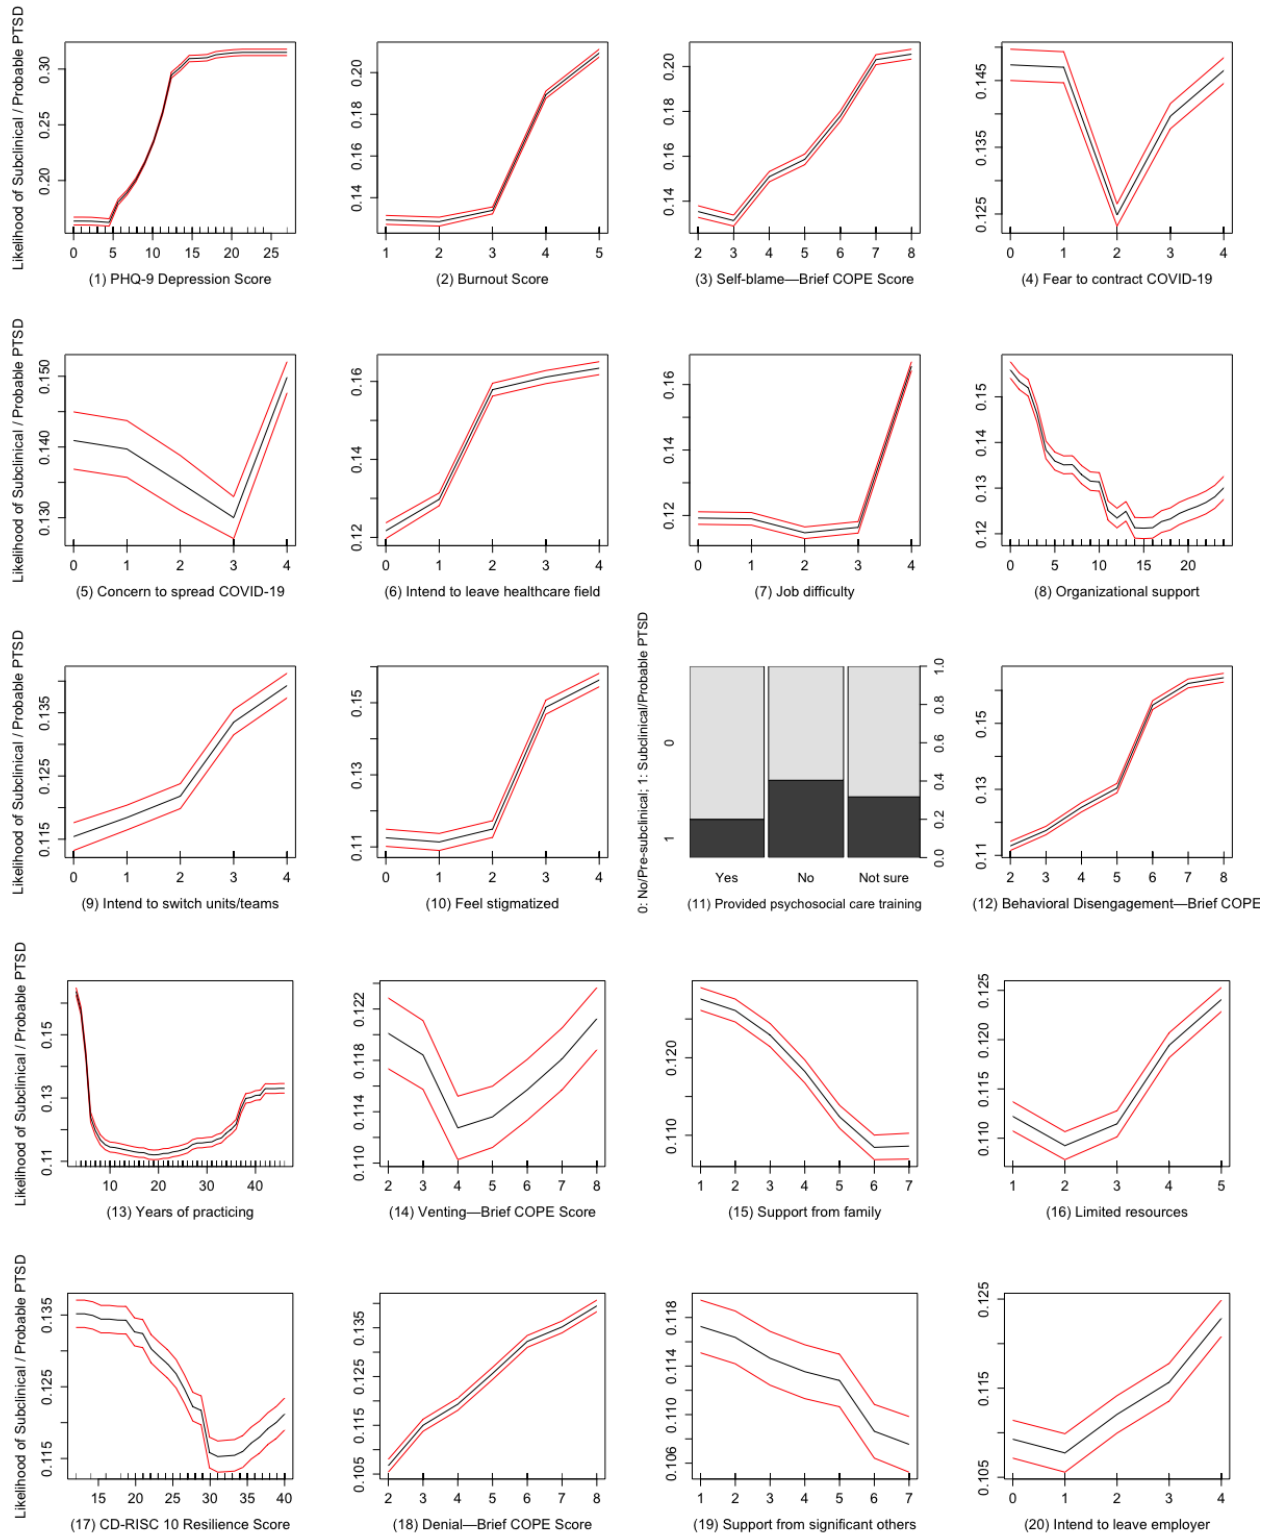 Likelihood of Subclinical / Probable PTSD
0.20 0.25 0.30
0 5 10 15 20 25
(1) PHQ-9 Depression Score
0.14 0.16 0.18 0.20
1 2 3 4 5
(2) Burnout Score
0.14 0.16 0.18 0.20
2 3 4 5 6 7 8
(3) Self-blame—Brief COPE Score
0.125 0.135 0.145
0 1 2 3 4
(4) Fear to contract COVID-19
Likelihood of Subclinical / Probable PTSD
0.130 0.140 0.150
0 1 2 3 4
(5) Concern to spread COVID-19
0.12 0.14 0.16
0 1 2 3 4
(6) Intend to leave healthcare field
0.12 0.14 0.16
0 1 2 3 4
(7) Job difficulty
0.12 0.13 0.14 0.15
0 5 10 15 20
(8) Organizational support
Likelihood of Subclinical / Probable PTSD
0.115 0.125 0.135
0 1 2 3 4
(9) Intend to switch units/teams
0.11 0.13 0.15
0 1 2 3 4
(10) Feel stigmatized
0: No/Pre-subclinical; 1: Subclinical/Probable PTSD
1 0
0.0 0.2 0.4 0.6 0.8 1.0
Yes No Not sure
(11) Provided psychosocial care training
0.11 0.13 0.15
2 3 4 5 6 7 8
(12) Behavioral Disengagement—Brief COPE
Likelihood of Subclinical / Probable PTSD
0.11 0.13 0.15
10 20 30 40
(13) Years of practicing
0.110 0.114 0.118 0.122
2 3 4 5 6 7 8
(14) Venting—Brief COPE Score
0.110 0.120
1 2 3 4 5 6 7
(15) Support from family
0.110 0.115 0.120 0.125
1 2 3 4 5
(16) Limited resources
Likelihood of Subclinical / Probable PTSD
0.115 0.125 0.135
15 20 25 30 35 40
(17) CD-RISC 10 Resilience Score
0.105 0.115 0.125 0.135
2 3 4 5 6 7 8
(18) Denial—Brief COPE Score
0.106 0.110 0.114 0.118
1 2 3 4 5 6 7
(19) Support from significant others
0.105 0.115 0.125
0 1 2 3 4
(20) Intend to leave employer